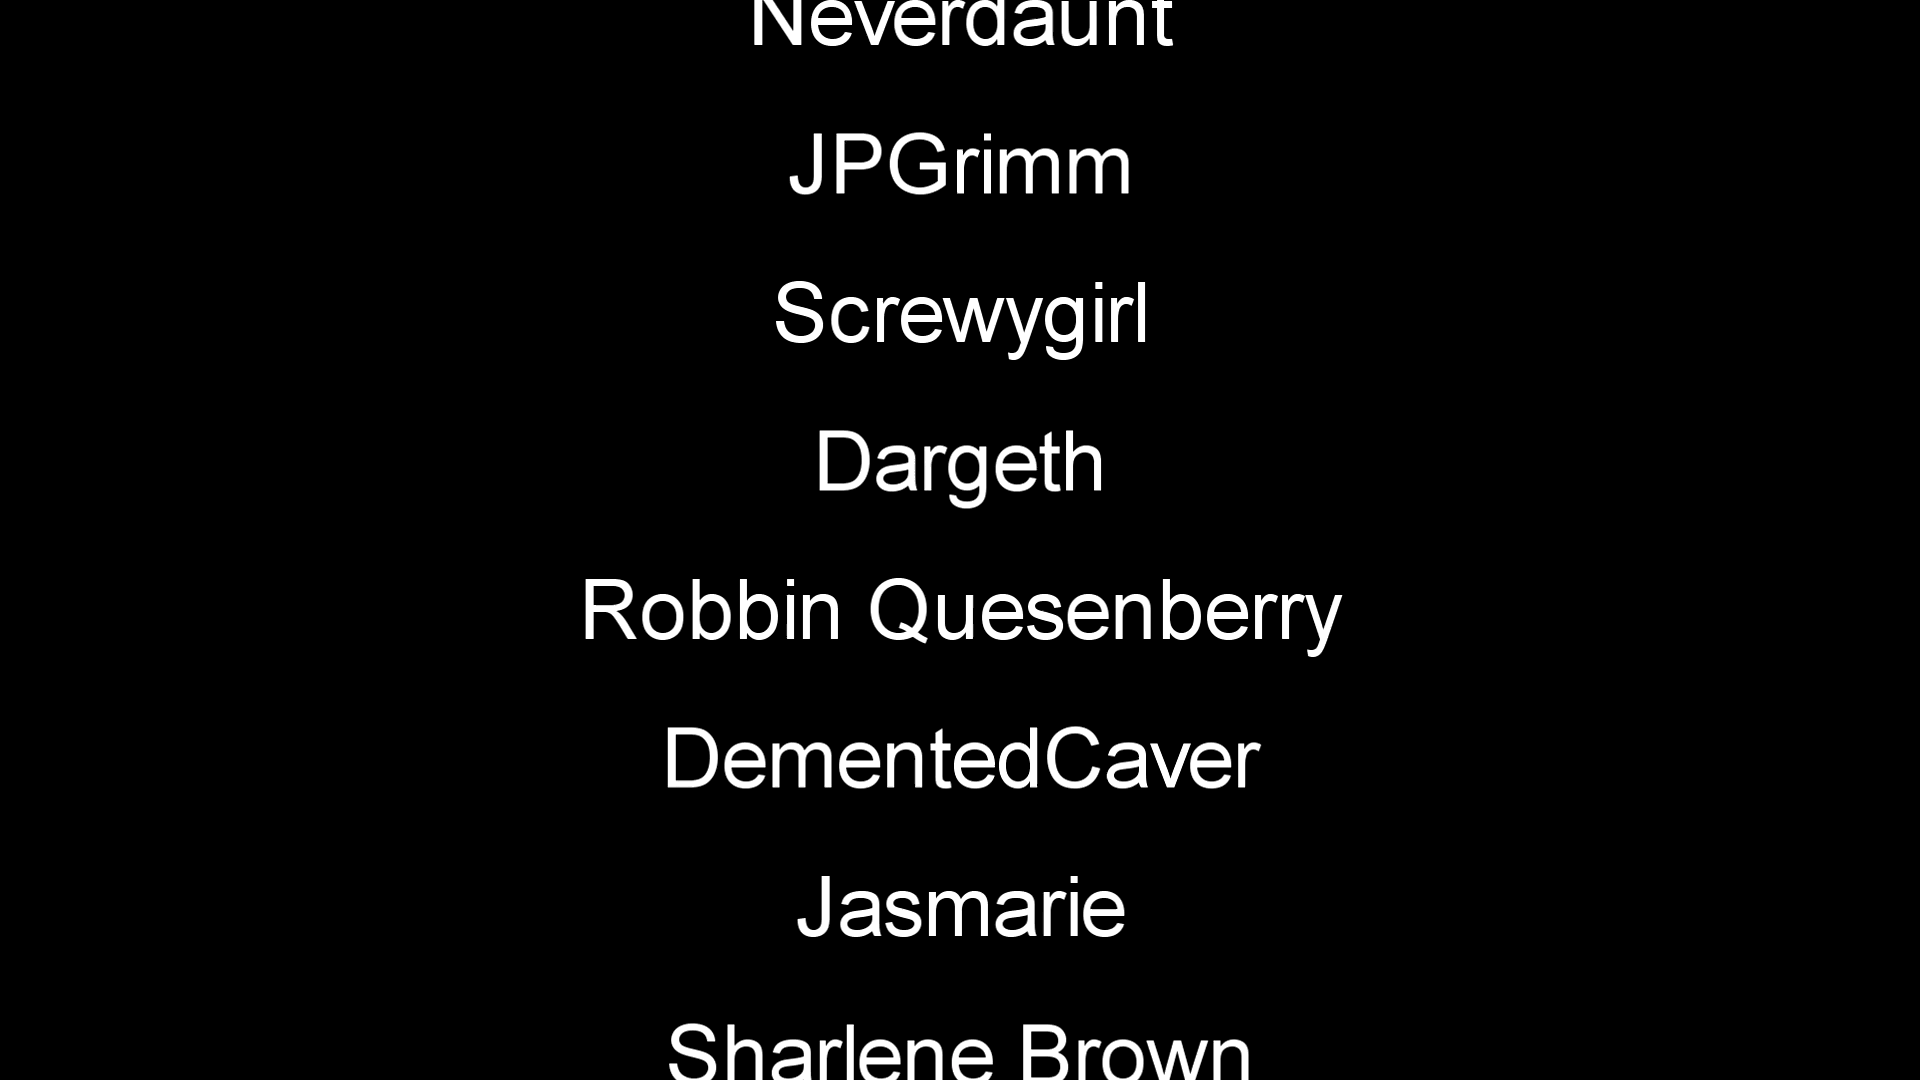 Neverdaunt
JPGrimm
Screwygirl
Dargeth
Robbin Quesenberry
DementedCaver
Jasmarie
Sharlene Brown